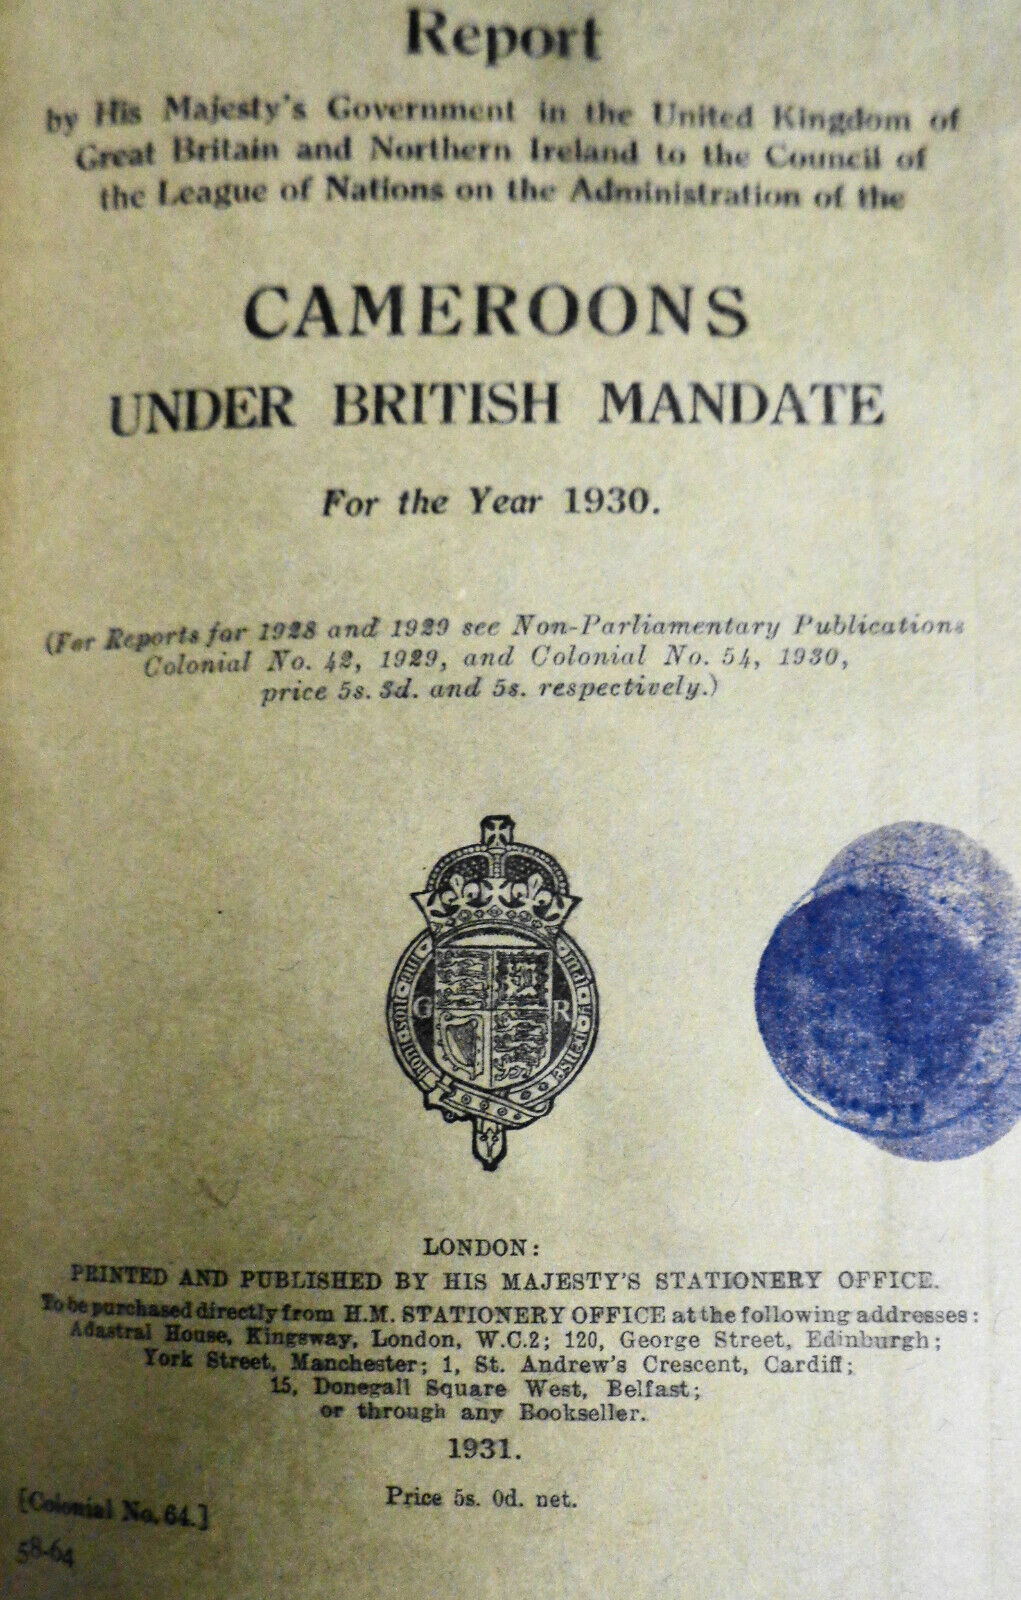 Report
by His Majesty's Government in the United Kingdom of
Great Britain and Northern Ireland to the Council of
the League of Nations on the Administration of the
CAMEROONS
UNDER BRITISH MANDATE
For the Year 1930.
(For Reports for 1928 and 1929 see Non-Parliamentary Publications
Colonial No. 42, 1929, and Colonial No. 54, 1930,
price 5s. 3d. and 5s. respectively.)
G R
Honi soit qui mal y pense
LONDON:
PRINTED AND PUBLISHED BY HIS MAJESTY'S STATIONERY OFFICE.
To be purchased directly from H.M. STATIONERY OFFICE at the following addresses:
Adastral House, Kingsway, London, W.C.2; 120, George Street, Edinburgh;
York Street, Manchester; 1, St. Andrew's Crescent, Cardiff;
15, Donegall Square West, Belfast;
or through any Bookseller.
1931.
Price 5s. 0d. net.
[Colonial No. 64.]
58-64